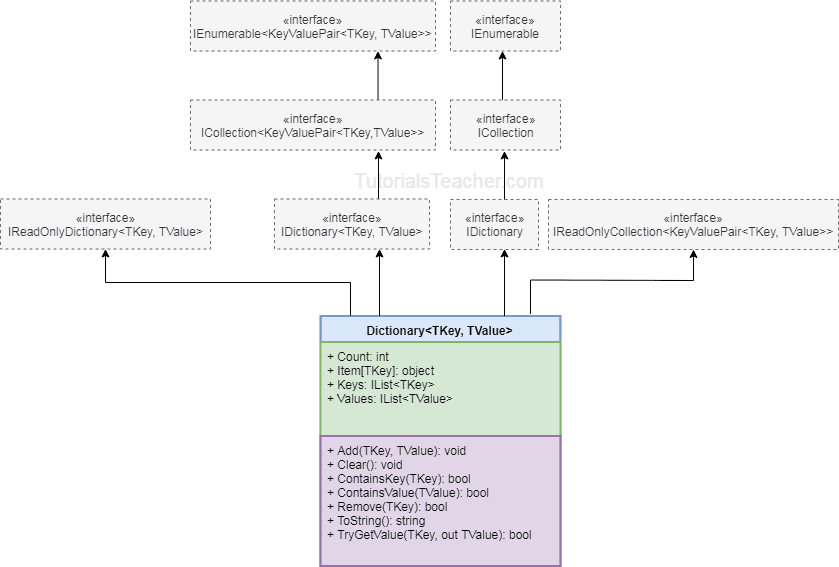 «interface»
IEnumerable<KeyValuePair<TKey, TValue>>
«interface»
IEnumerable
«interface»
ICollection<KeyValuePair<TKey,TValue>>
«interface»
ICollection
TutorialsTeacher.com
«interface»
IReadOnlyDictionary<TKey, TValue>
«interface»
IDictionary<TKey, TValue>
«interface»
IDictionary
«interface»
IReadOnlyCollection<KeyValuePair<TKey, TValue>>
Dictionary<TKey, TValue>
+ Count: int
+ Item[TKey]: object
+ Keys: IList<TKey>
+ Values: IList<TValue>
+ Add(TKey, TValue): void
+ Clear(): void
+ ContainsKey(TKey): bool
+ ContainsValue(TValue): bool
+ Remove(TKey): bool
+ ToString(): string
+ TryGetValue(TKey, out TValue): bool